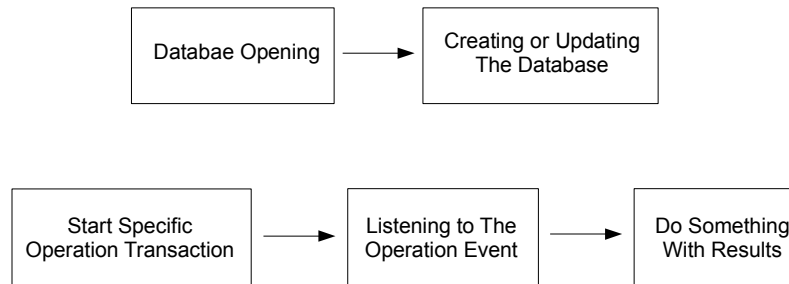 Databae Opening
Creating or Updating
The Database
Start Specific
Operation Transaction
Listening to The
Operation Event
Do Something
With Results